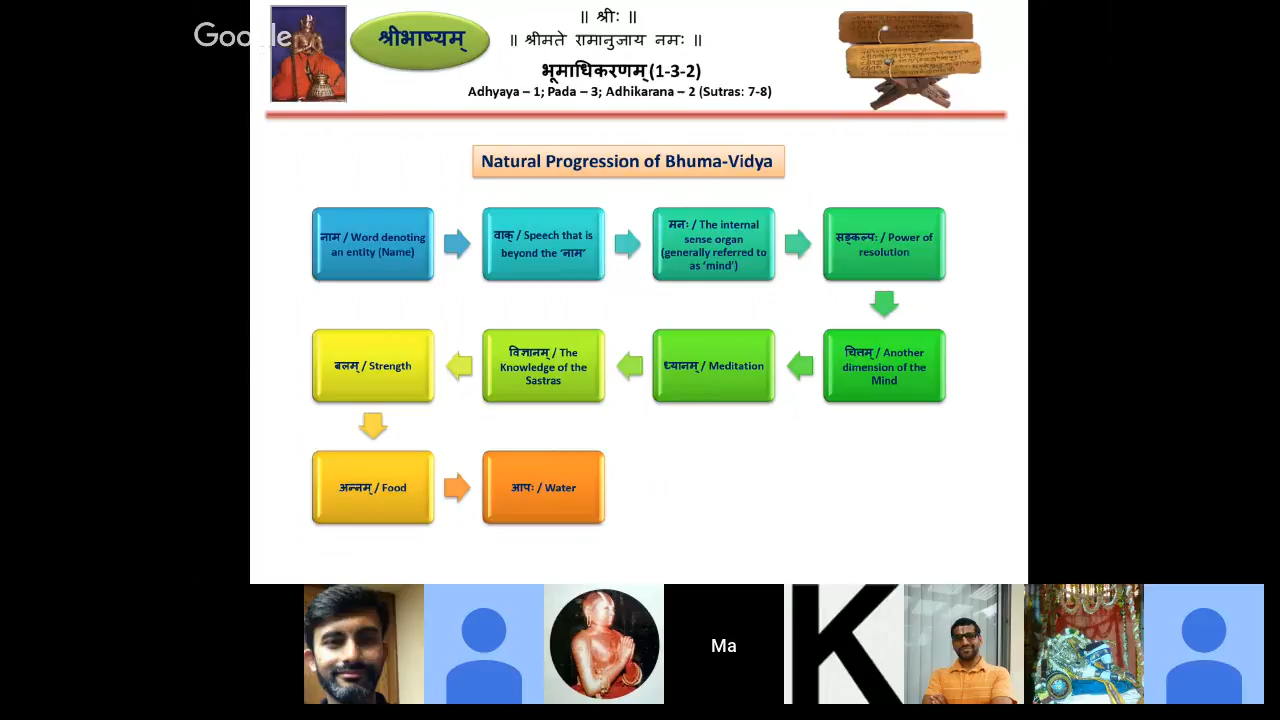 Google
श्रीभाष्यम्
॥ श्रीः ॥
॥ श्रीमते रामानुजाय नमः ॥
भूमाधिकरणम् (1-3-2)
Adhyaya – 1; Pada – 3; Adhikarana – 2 (Sutras: 7-8)
Natural Progression of Bhuma-Vidya
नाम / Word denoting
an entity (Name)
वाक् / Speech that is
beyond the ‘नाम’
मनः / The internal
sense organ
(generally referred to
as ‘mind’)
सङ्कल्पः / Power of
resolution
चित्तम् / Another
dimension of the
Mind
ध्यानम् / Meditation
विज्ञानम् / The
Knowledge of the
Sastras
बलम् / Strength
अन्नम् / Food
आपः / Water
Ma
K